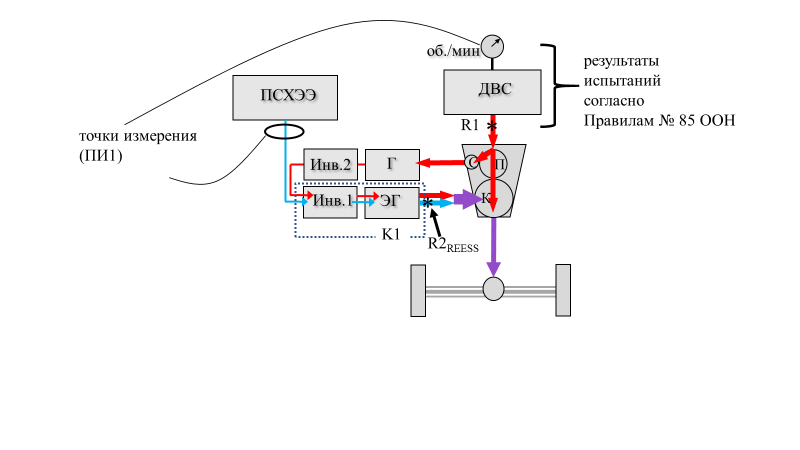 об./мин
результаты
испытаний
согласно
Правилам № 85 ООН
ПСХЭЭ
ДВС
R1
точки измерения
(ПИ1)
Инв.2
Г
С
П
Инв.1
ЭГ
К
К1
R2REESS